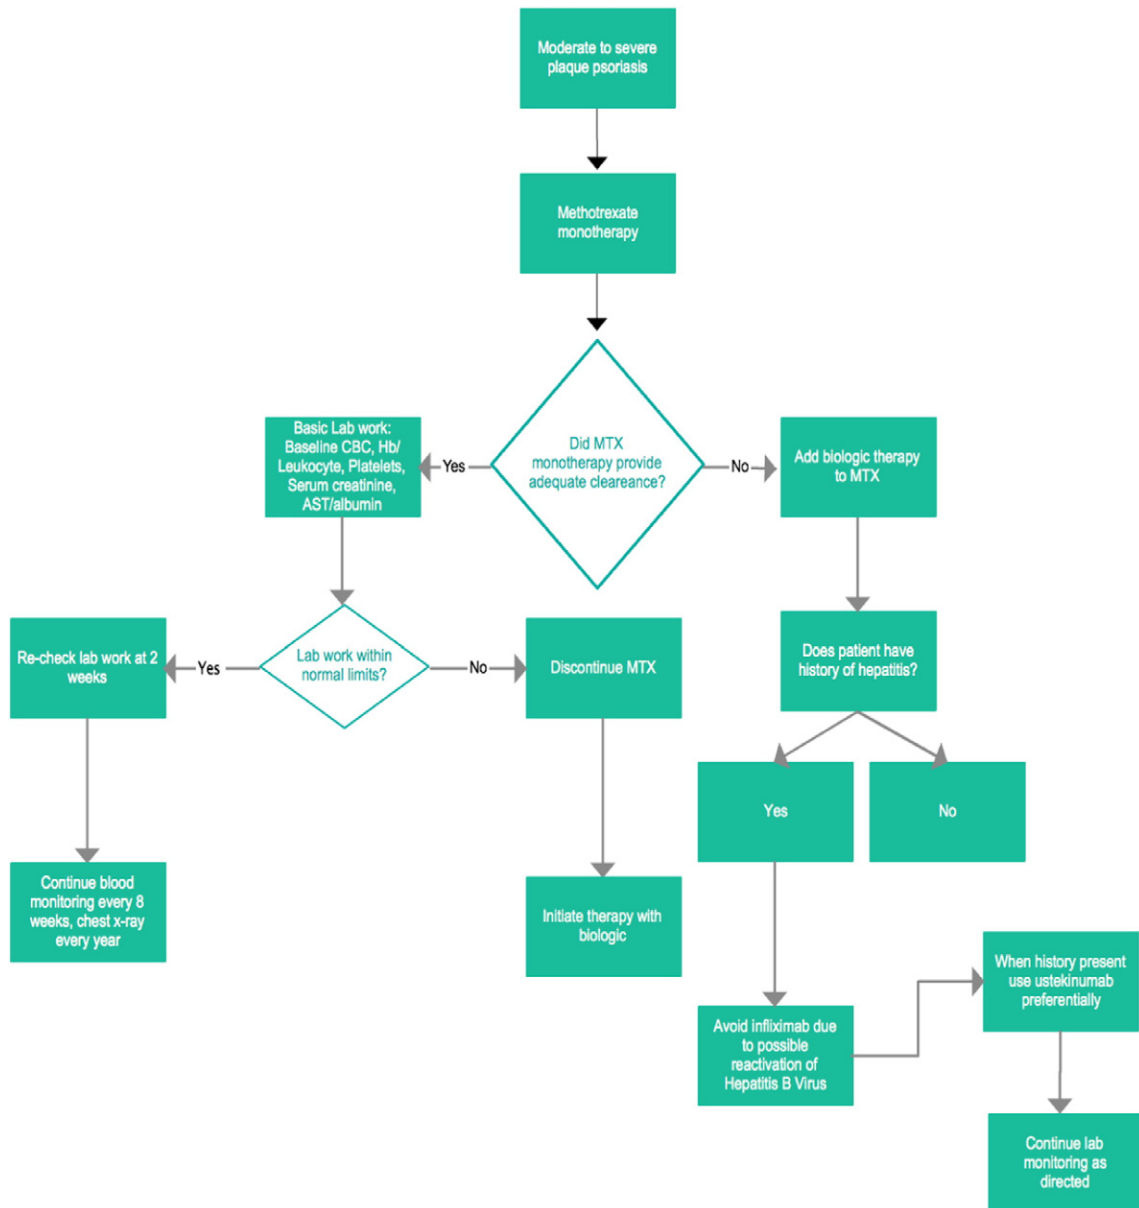 Moderate to severe
plaque psoriasis
Methotrexate
monotherapy
Did MTX
monotherapy provide
adequate cleareance?
Yes
No
Basic Lab work:
Baseline CBC, Hb/
Leukocyte, Platelets,
Serum creatinine,
AST/albumin
Add biologic therapy
to MTX
Lab work within
normal limits?
Yes
No
Re-check lab work at 2
weeks
Discontinue MTX
Does patient have
history of hepatitis?
Yes
No
Continue blood
monitoring every 8
weeks, chest x-ray
every year
Initiate therapy with
biologic
Avoid infliximab due
to possible
reactivation of
Hepatitis B Virus
When history present
use ustekinumab
preferentially
Continue lab
monitoring as
directed